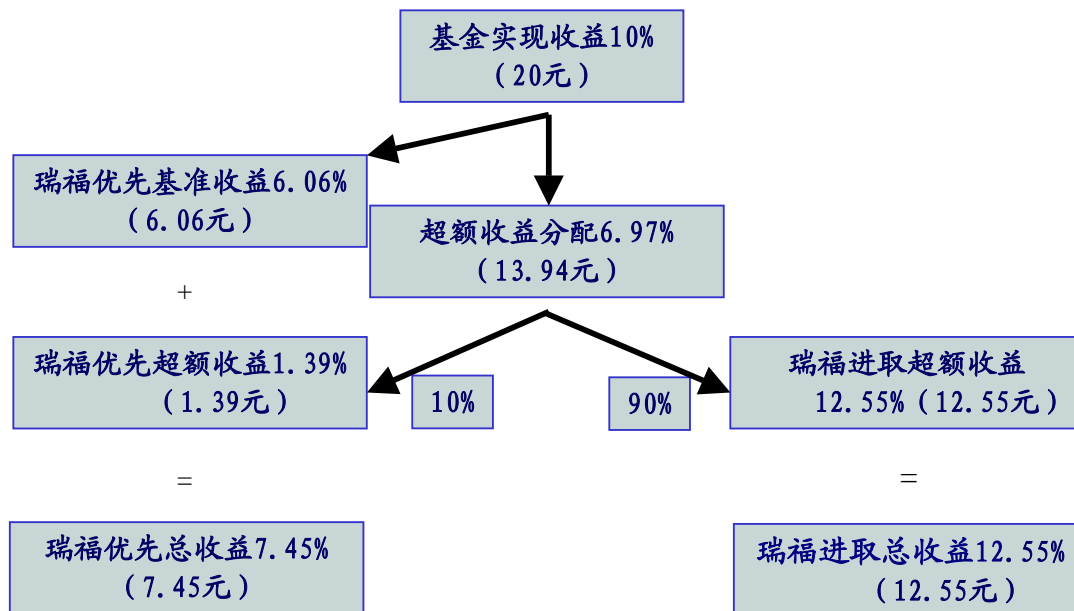 基金实现收益10%
(20元)
瑞福优先基准收益6.06%
(6.06元)
超额收益分配6.97%
(13.94元)
+
瑞福优先超额收益1.39%
(1.39元)
10%
90%
瑞福进取超额收益
12.55%(12.55元)
=
=
瑞福优先总收益7.45%
(7.45元)
瑞福进取总收益12.55%
(12.55元)